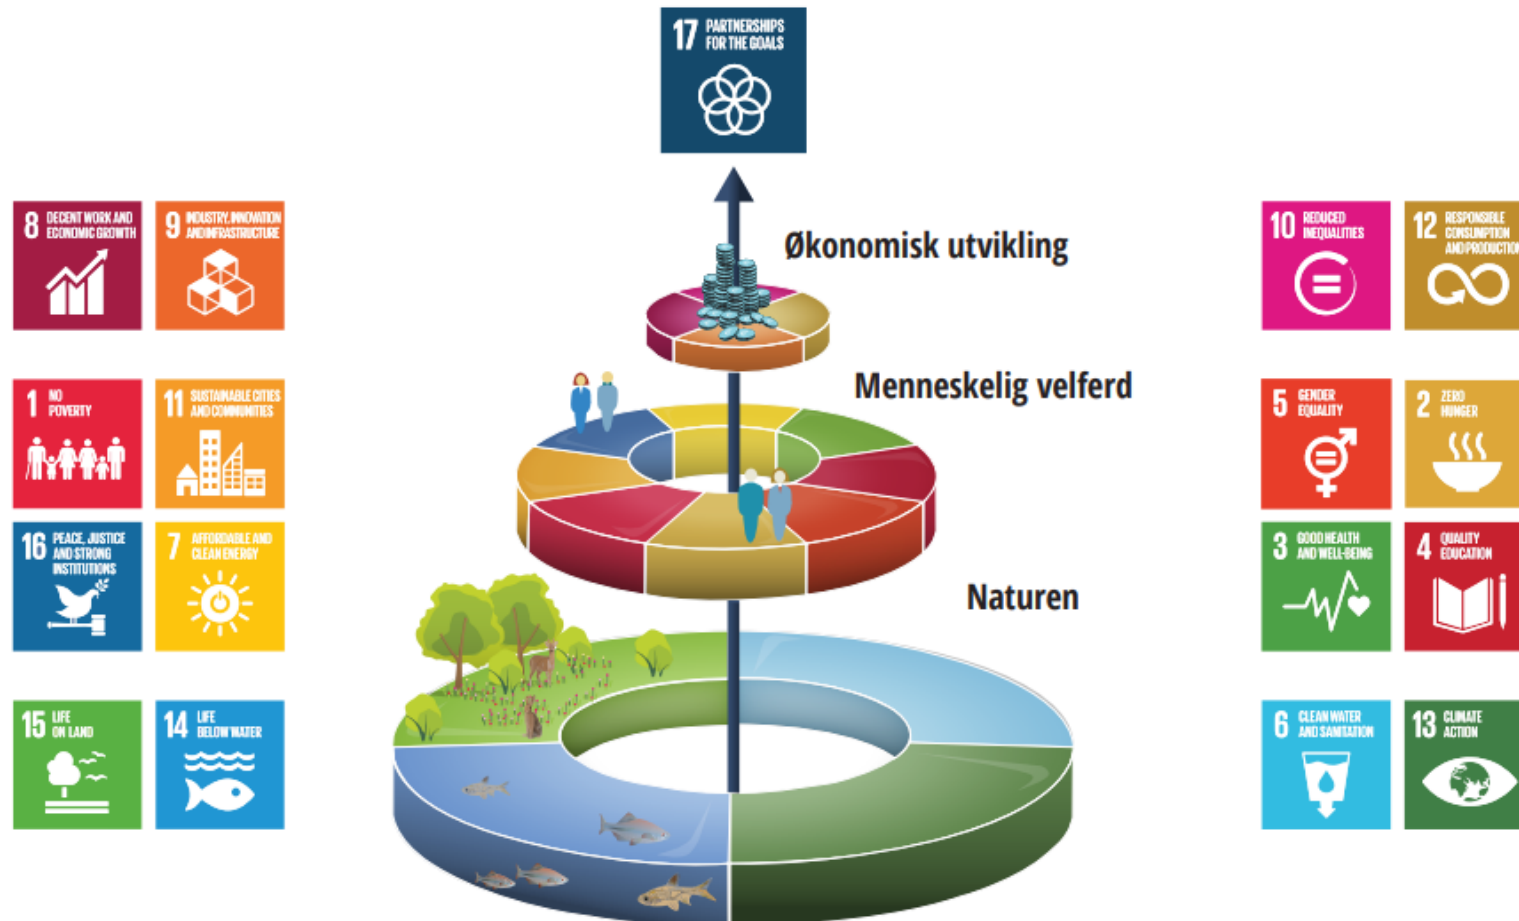 17 PARTNERSHIPS
FOR THE GOALS
8 DECENT WORK AND
ECONOMIC GROWTH
9 INDUSTRY, INNOVATION
AND INFRASTRUCTURE
Økonomisk utvikling
10 REDUCED
INEQUALITIES
12 RESPONSIBLE
CONSUMPTION
AND PRODUCTION
1 NO
POVERTY
11 SUSTAINABLE CITIES
AND COMMUNITIES
Menneskelig velferd
5 GENDER
EQUALITY
2 ZERO
HUNGER
16 PEACE, JUSTICE
AND STRONG
INSTITUTIONS
7 AFFORDABLE AND
CLEAN ENERGY
3 GOOD HEALTH
AND WELL-BEING
4 QUALITY
EDUCATION
Naturen
15 LIFE
ON LAND
14 LIFE
BELOW WATER
6 CLEAN WATER
AND SANITATION
13 CLIMATE
ACTION